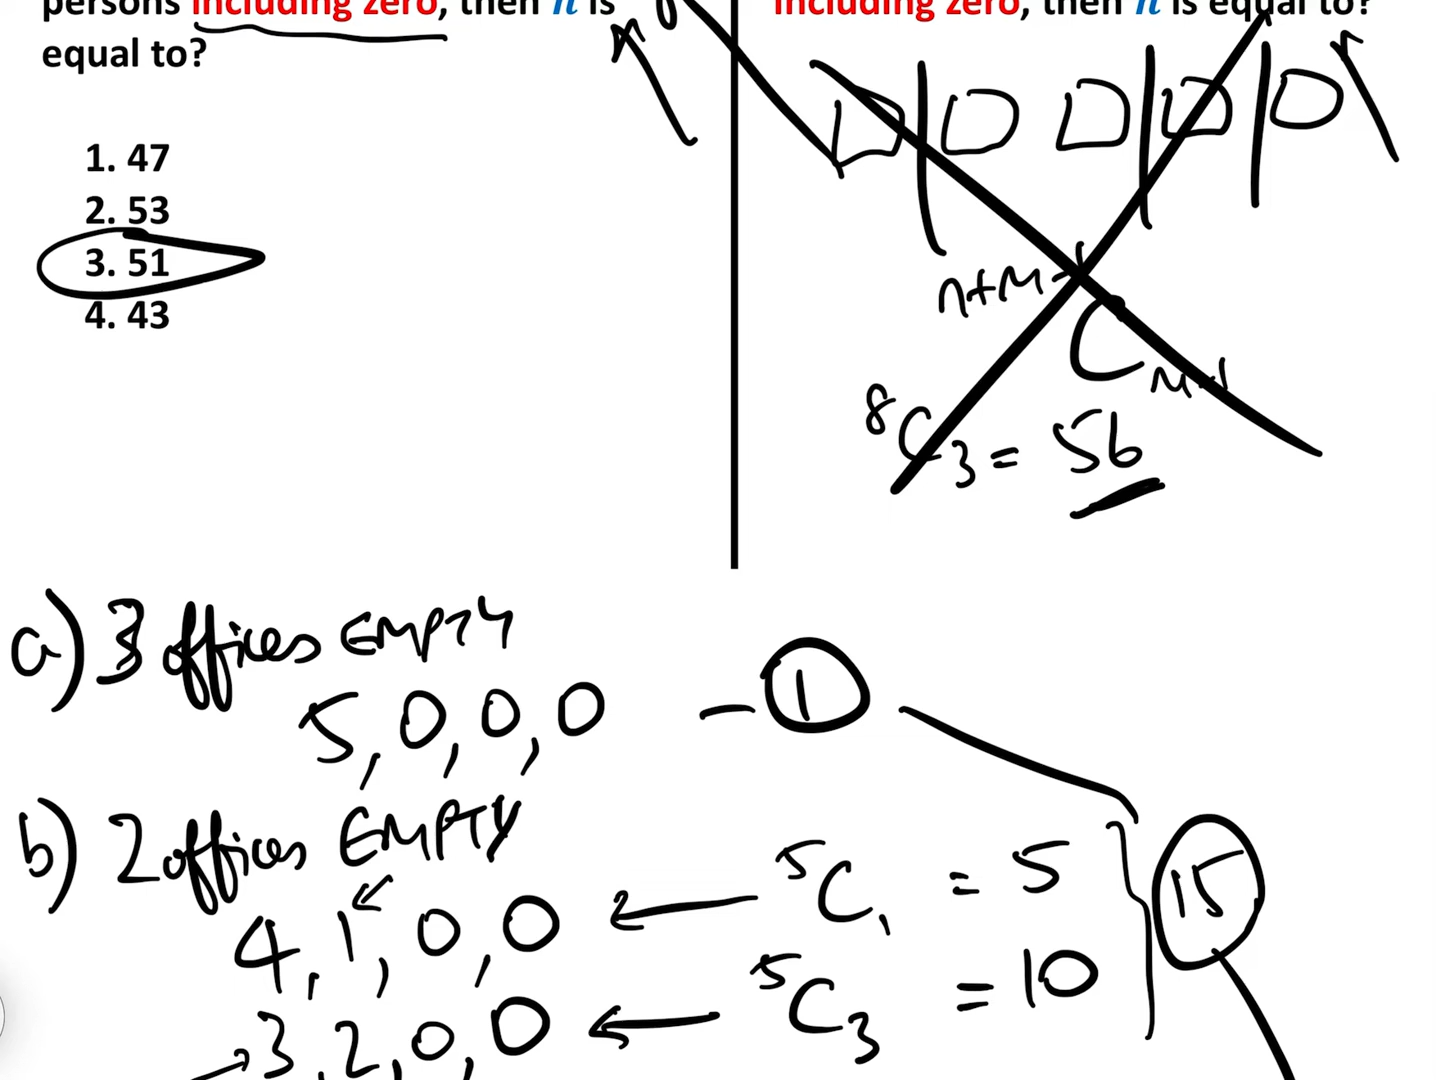 persons including zero, then n is
equal to?
1. 47
2. 53
3. 51
4. 43
including zero, then n is equal to?
n+M-1
C
M-1
8C3 = 56
a) 3 offices EMPTY
5, 0, 0, 0 - 1
b) 2 offices EMPTY
4, 1, 0, 0 ← 5C1 = 5
3, 2, 0, 0 ← 5C3 = 10
15